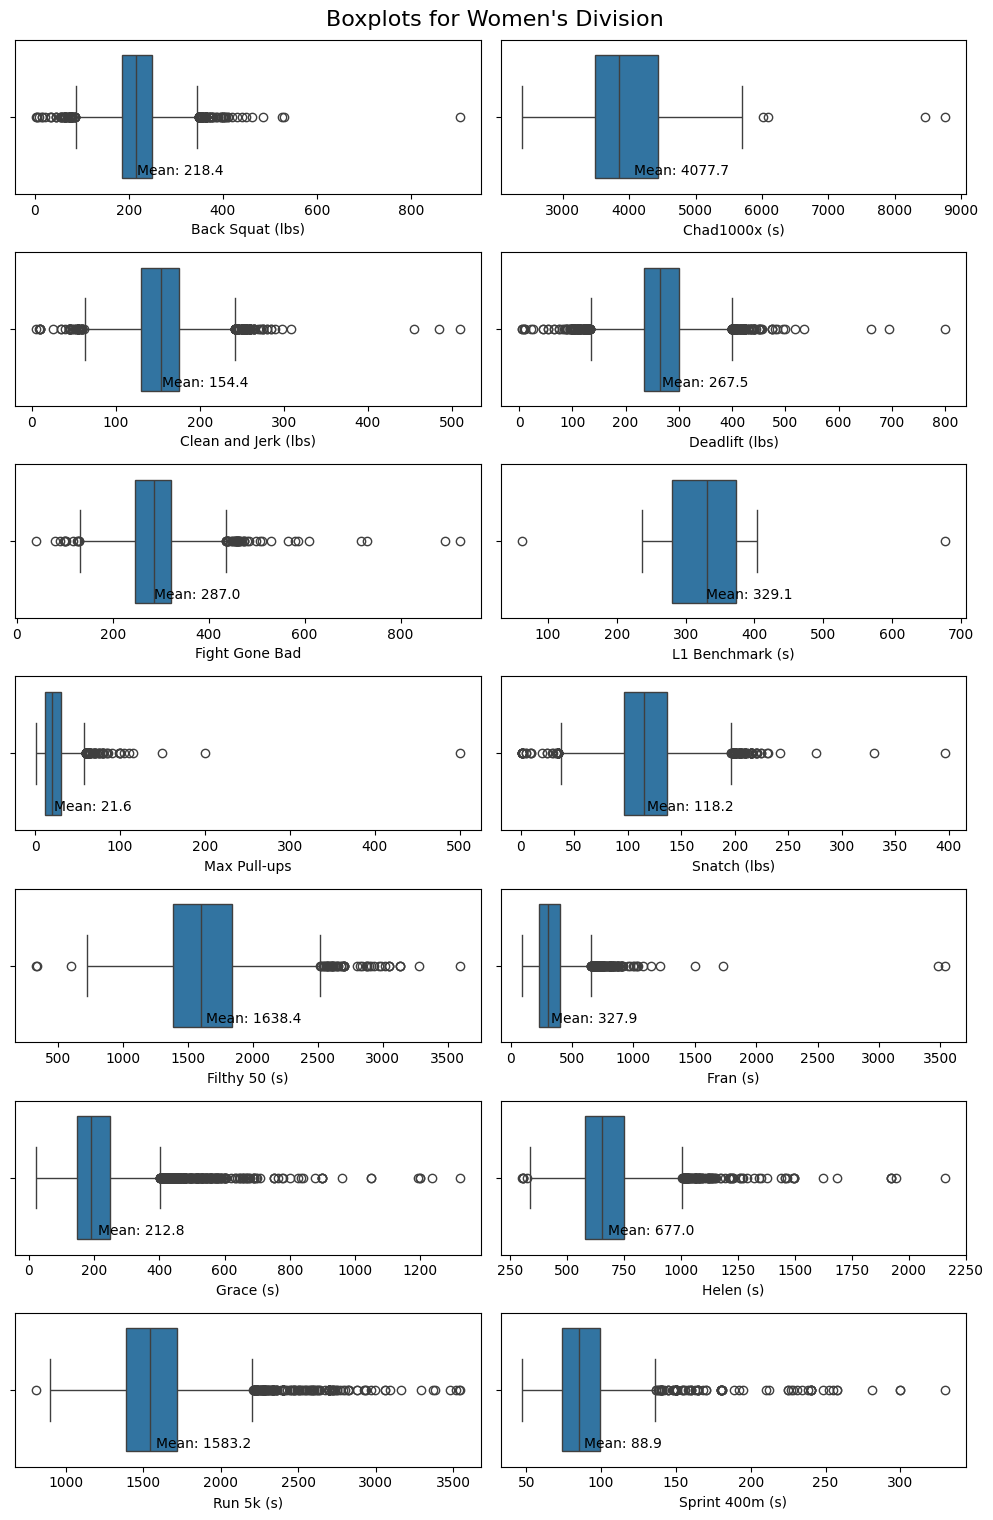 Boxplots for Women's Division
Mean: 218.4
0 200 400 600 800
Back Squat (lbs)
Mean: 4077.7
3000 4000 5000 6000 7000 8000 9000
Chad1000x (s)
Mean: 154.4
0 100 200 300 400 500
Clean and Jerk (lbs)
Mean: 267.5
0 100 200 300 400 500 600 700 800
Deadlift (lbs)
Mean: 287.0
0 200 400 600 800
Fight Gone Bad
Mean: 329.1
100 200 300 400 500 600 700
L1 Benchmark (s)
Mean: 21.6
0 100 200 300 400 500
Max Pull-ups
Mean: 118.2
0 50 100 150 200 250 300 350 400
Snatch (lbs)
Mean: 1638.4
500 1000 1500 2000 2500 3000 3500
Filthy 50 (s)
Mean: 327.9
0 500 1000 1500 2000 2500 3000 3500
Fran (s)
Mean: 212.8
0 200 400 600 800 1000 1200
Grace (s)
Mean: 677.0
250 500 750 1000 1250 1500 1750 2000 2250
Helen (s)
Mean: 1583.2
1000 1500 2000 2500 3000 3500
Run 5k (s)
Mean: 88.9
50 100 150 200 250 300
Sprint 400m (s)